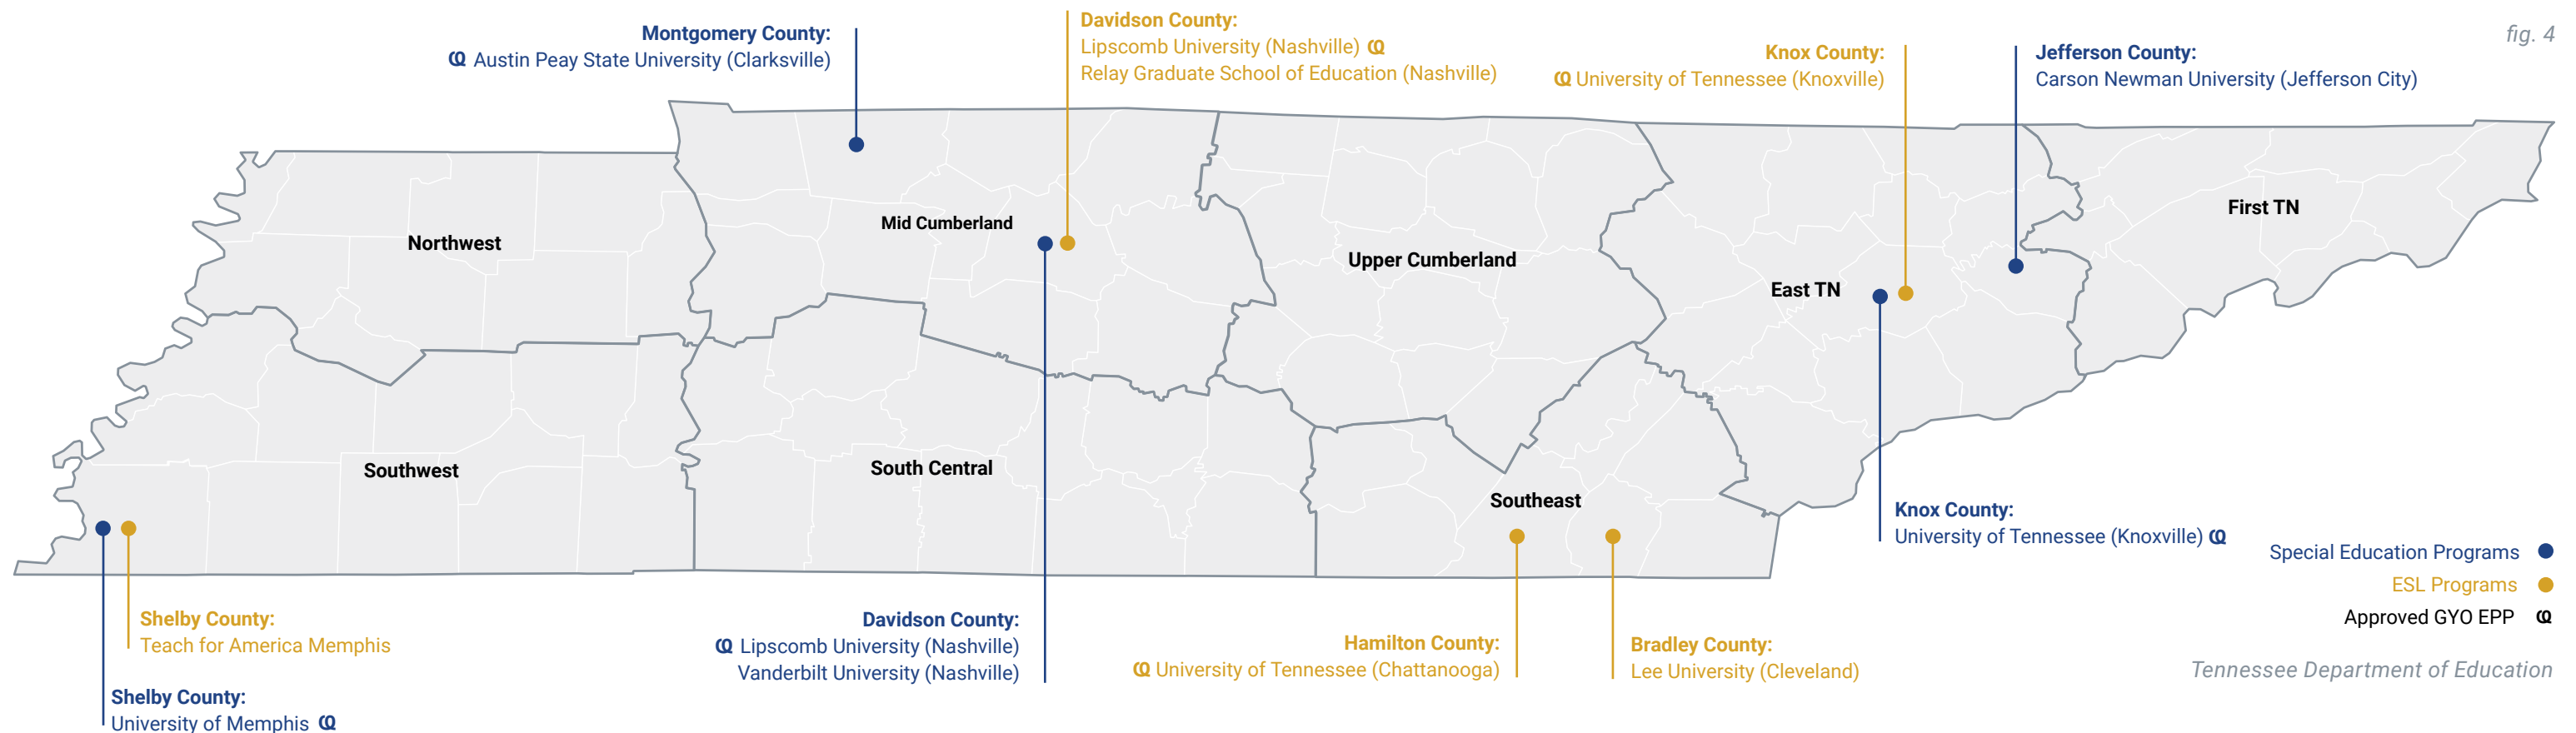 fig. 4
Montgomery County:
Austin Peay State University (Clarksville)
Davidson County:
Lipscomb University (Nashville)
Relay Graduate School of Education (Nashville)
Knox County:
University of Tennessee (Knoxville)
Jefferson County:
Carson Newman University (Jefferson City)
Northwest
Mid Cumberland
Upper Cumberland
East TN
First TN
Southwest
South Central
Southeast
Knox County:
University of Tennessee (Knoxville)
Special Education Programs
ESL Programs
Approved GYO EPP
Shelby County:
Teach for America Memphis
Shelby County:
University of Memphis
Davidson County:
Lipscomb University (Nashville)
Vanderbilt University (Nashville)
Hamilton County:
University of Tennessee (Chattanooga)
Bradley County:
Lee University (Cleveland)
Tennessee Department of Education